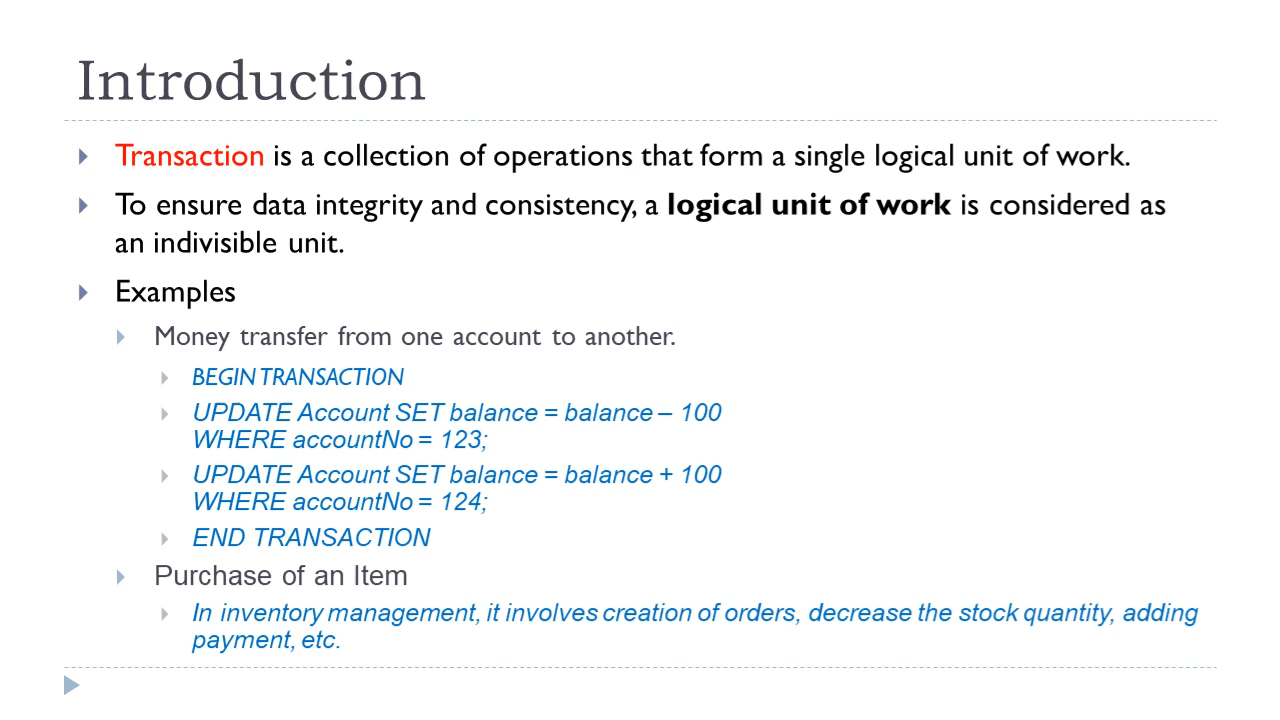 Introduction
Transaction is a collection of operations that form a single logical unit of work.
To ensure data integrity and consistency, a logical unit of work is considered as
an indivisible unit.
Examples
Money transfer from one account to another.
BEGIN TRANSACTION
UPDATE Account SET balance = balance – 100
WHERE accountNo = 123;
UPDATE Account SET balance = balance + 100
WHERE accountNo = 124;
END TRANSACTION
Purchase of an Item
In inventory management, it involves creation of orders, decrease the stock quantity, adding
payment, etc.